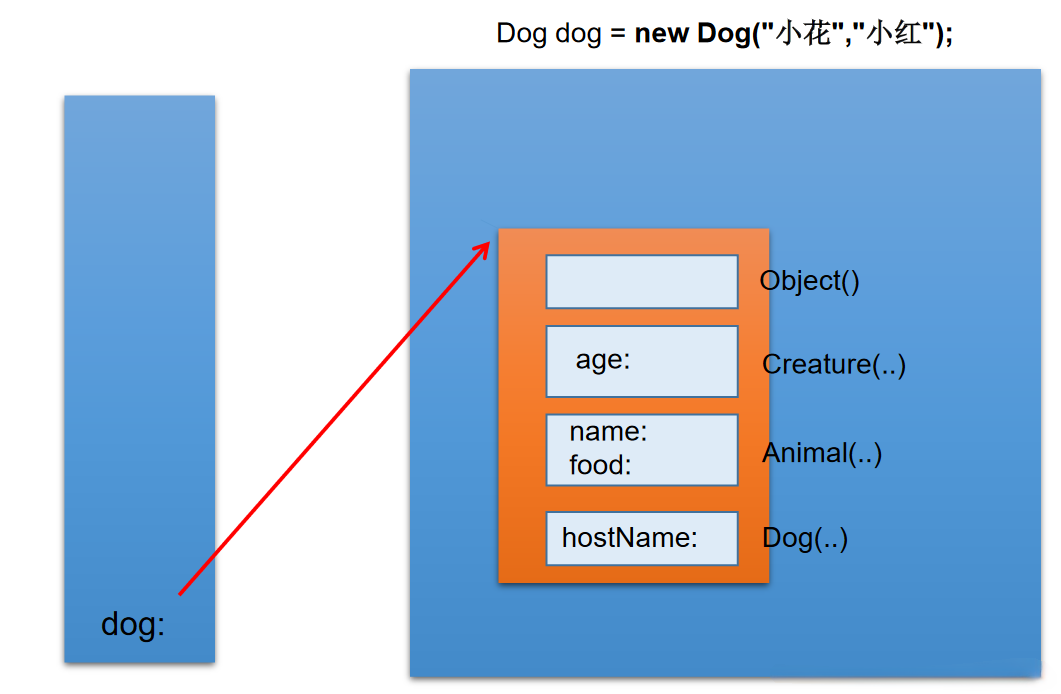 Dog dog = new Dog("小花","小红");
Object()
age:
Creature(..)
name:
food:
Animal(..)
hostName:
Dog(..)
dog: